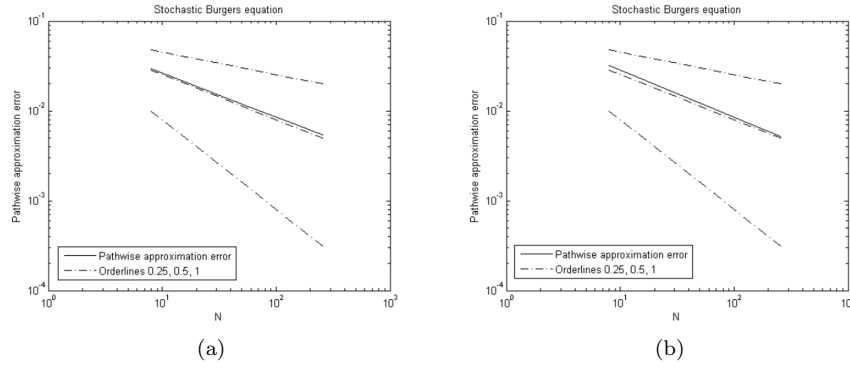 Stochastic Burgers equation
10^-1
10^-2
10^-3
10^-4
Pathwise approximation error
Pathwise approximation error
Orderlines 0.25, 0.5, 1
10^0
10^1
10^2
10^3
N
(a)
Stochastic Burgers equation
10^-1
10^-2
10^-3
10^-4
Pathwise approximation error
Pathwise approximation error
Orderlines 0.25, 0.5, 1
10^0
10^1
10^2
10
N
(b)